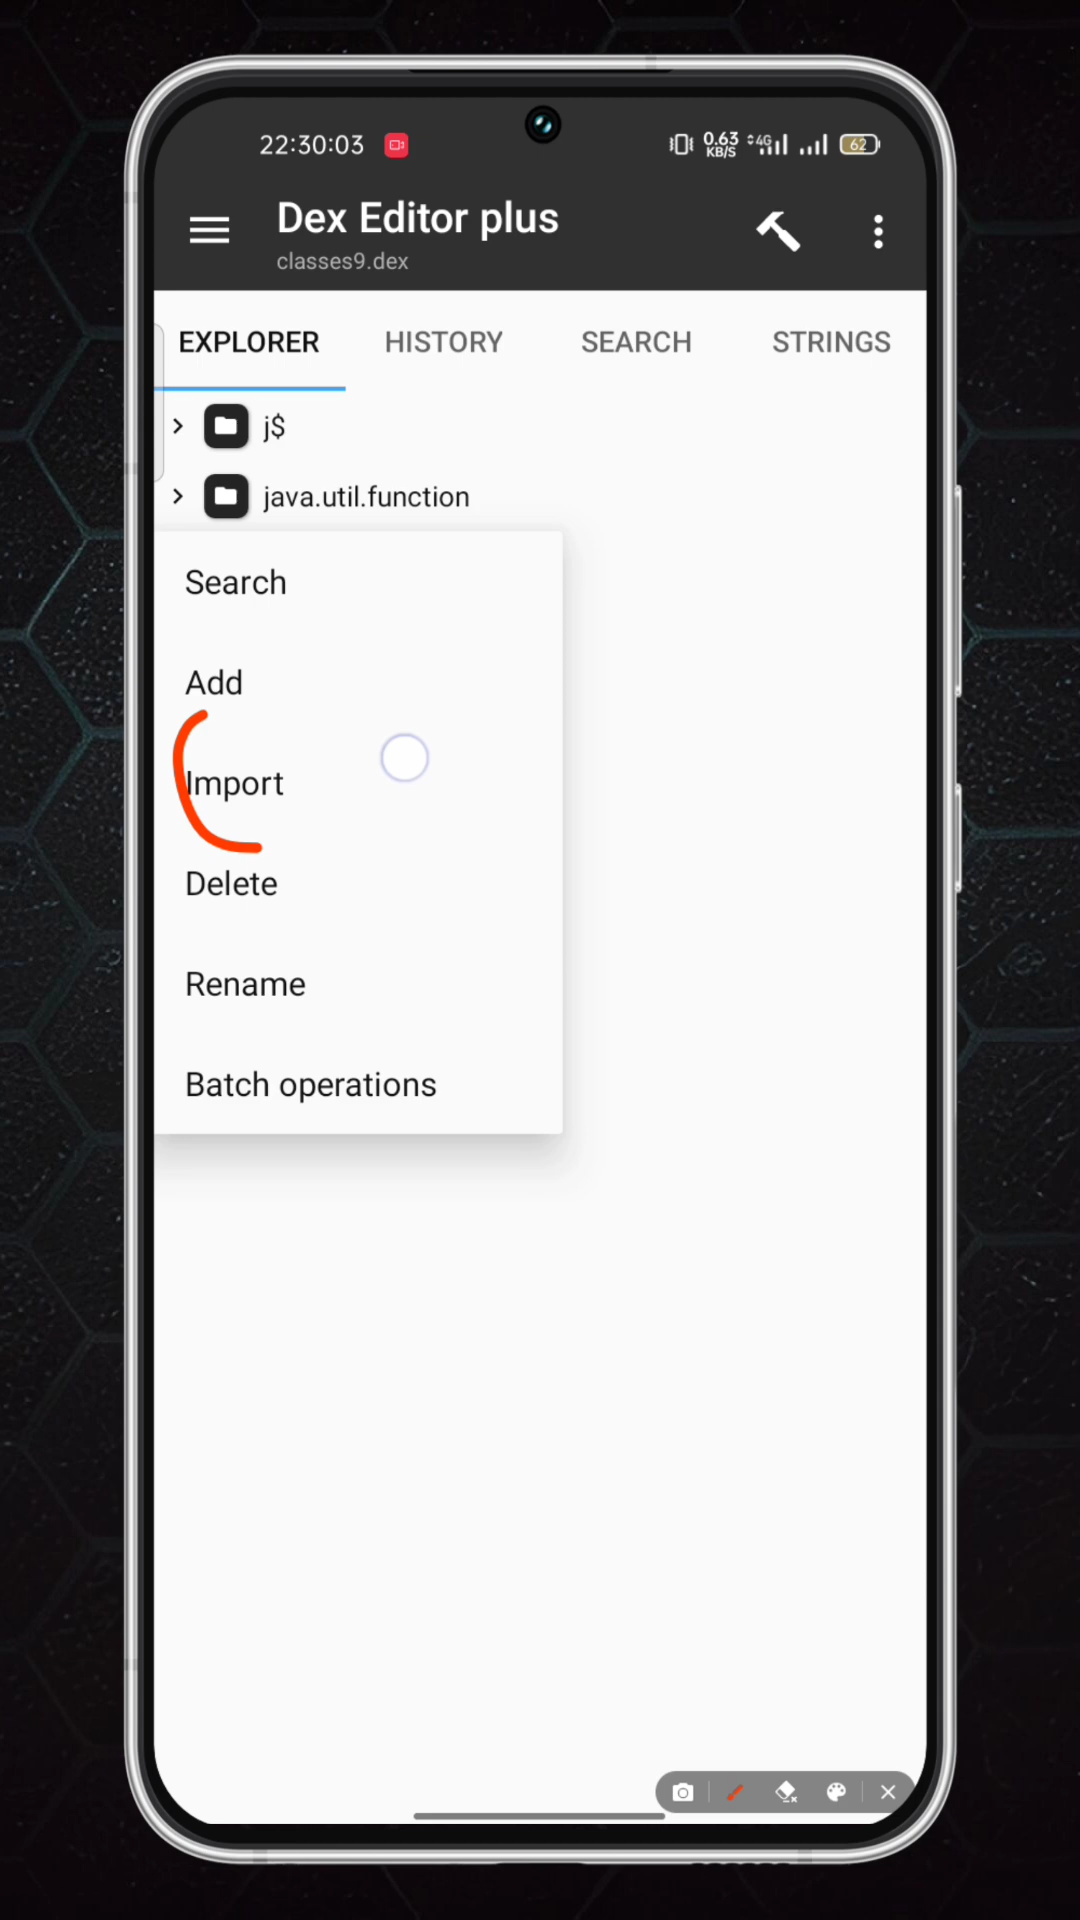 22:30:03
0.63
KB/S
4G
62
Dex Editor plus
classes9.dex
EXPLORER HISTORY SEARCH STRINGS
j$
java.util.function
Search
Add
Import
Delete
Rename
Batch operations